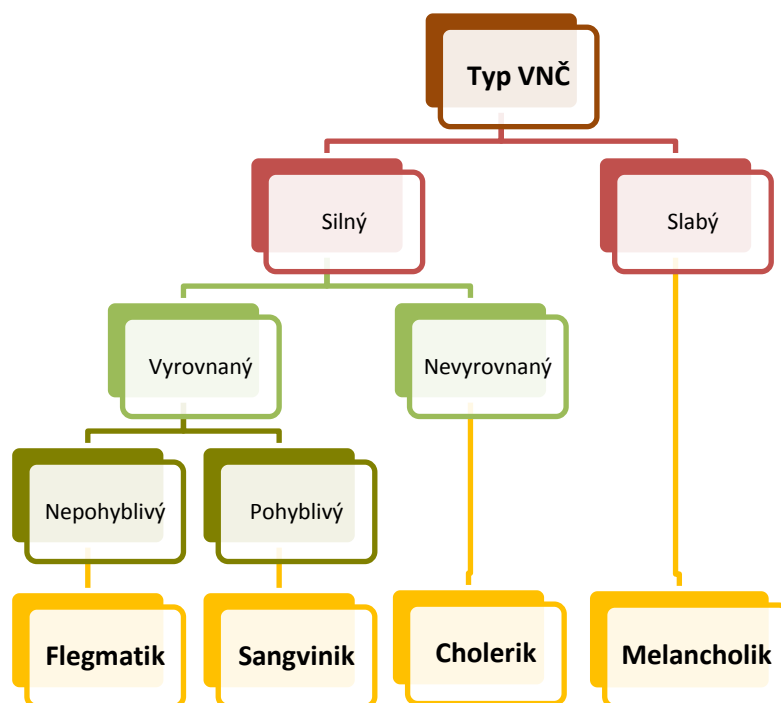 Typ VNČ
Silný
Slabý
Vyrovnaný
Nevyrovnaný
Nepohyblivý
Pohyblivý
Flegmatik
Sangvinik
Cholerik
Melancholik